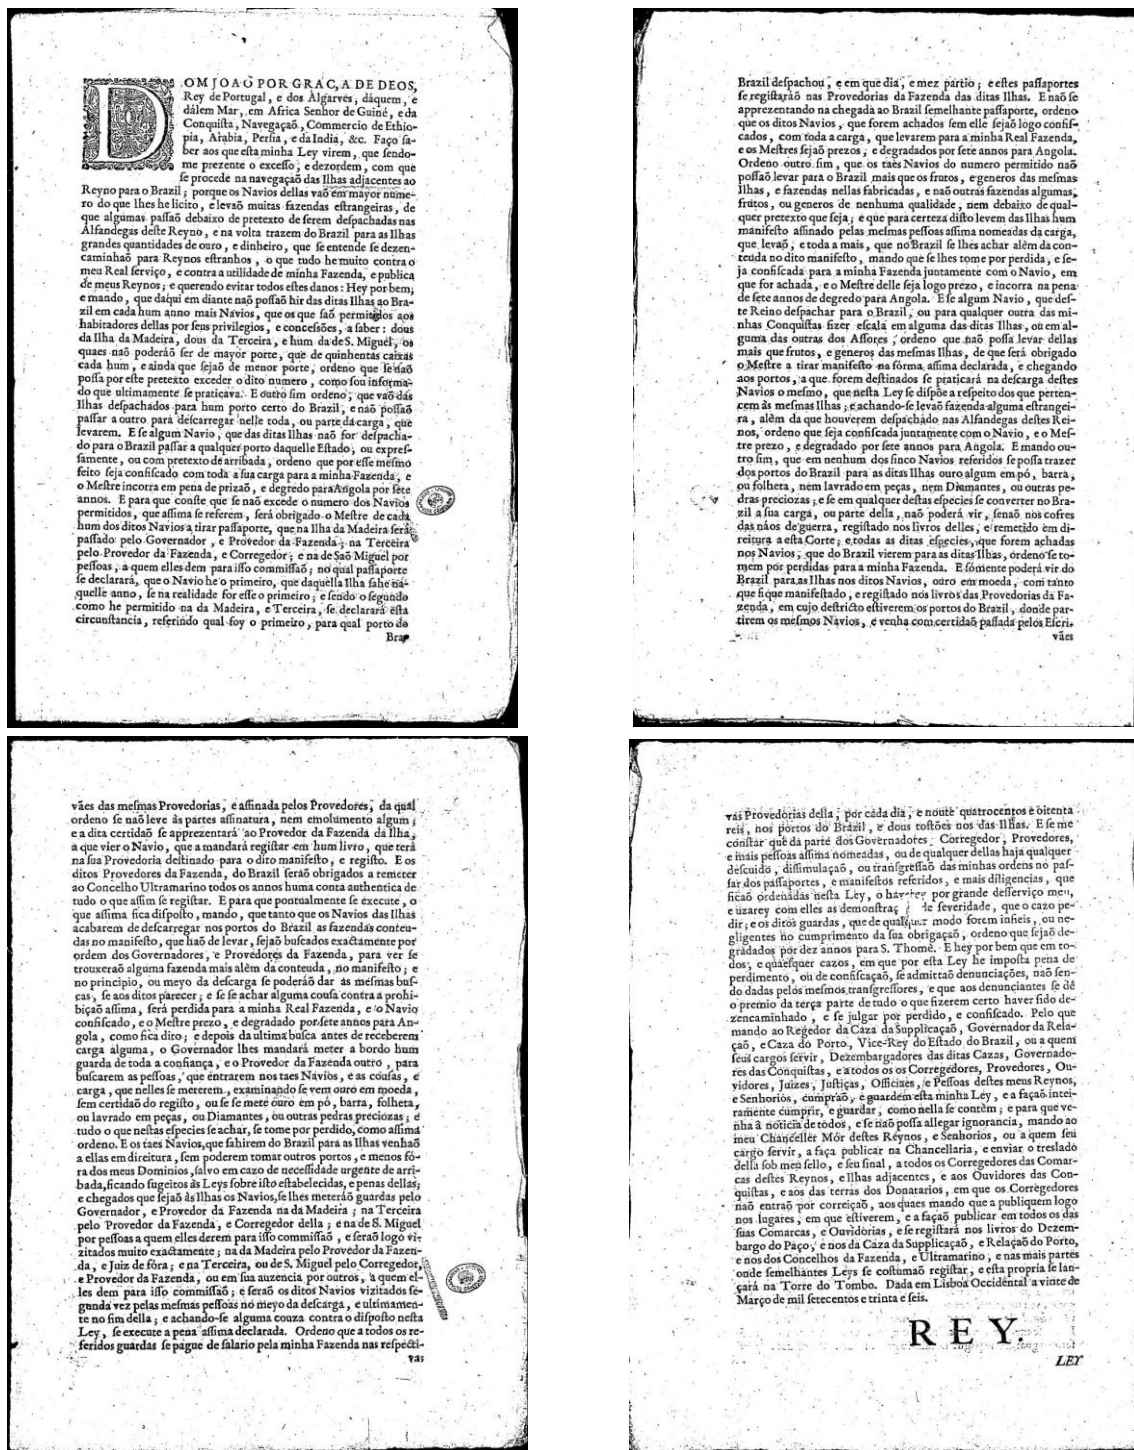 DOM JOAÕ POR GRAC,A DE DEOS,
Rey de Portugal, e dos Algarves, dáquem, e
dálem Mar, em Africa Senhor de Guiné, e da
Conquista, Navegaçaõ, Commercio de Ethio-
pia, Arabia, Persia, e da India, &c. Faço sa-
ber aos que esta minha Ley virem, que sendo-
me prezente o excesso, e dezordem, com que
se procede na navegaçaõ das Ilhas adjacentes ao
Reyno para o Brazil; porque os Navios dellas vaõ em mayor nume-
ro do que lhes he licito, e levaõ muitas fazendas estrangeiras, de
que algumas passaõ debaixo de pretexto de serem despachadas nas
Alfandegas deste Reyno, e na volta trazem do Brazil para as Ilhas
grandes quantidades de ouro, e dinheiro, que se entende se dezen-
caminhaõ para Reynos estranhos, o que tudo he muito contra o
meu Real serviço, e contra a utilidade de minha Fazenda, e publica
de meus Reynos; e querendo evitar todos estes danos: Hey por bem,
e mando, que daqui em diante naõ possaõ hir das ditas Ilhas ao Bra-
zil em cada hum anno mais Navios, que os que saõ permitidos aos
habitadores dellas por seus privilegios, e concessões, a saber: dous
da Ilha da Madeira, dous da Terceira, e hum da de S. Miguel, os
quaes naõ poderáõ ser de mayor porte, que de quinhentas caixas
cada hum, e ainda que sejaõ de menor porte, ordeno que se naõ
possa por este pretexto exceder o dito numero, como sou informa-
do que ultimamente se praticava. E outro sim ordeno, que vaõ das
Ilhas despachados para hum porto certo do Brazil, e naõ possaõ
passar a outro para descarregar nelle toda, ou parte da carga, que
levarem. E se algum Navio, que das ditas Ilhas naõ for despacha-
do para o Brazil passar a qualquer porto daquelle Estado, ou expres-
samente, ou com pretexto de arribada, ordeno que por esse mesmo
feito seja confiscado com toda a sua carga para a minha Fazenda, e
o Mestre incorra em pena de prizaõ, e degredo para Angola por sete
annos. E para que conste que se naõ excede o numero dos Navios
permitidos, que assima se referem, será obrigado o Mestre de cada
hum dos ditos Navios a tirar passaporte, que na Ilha da Madeira será
passado pelo Governador, e Provedor da Fazenda; na Terceira
pelo Provedor da Fazenda, e Corregedor; e na de Saõ Miguel por
pessoas, a quem elles dem para isso commissaõ; no qual passaporte
se declarará, que o Navio he o primeiro, que daquella Ilha sahe na-
quelle anno, se na realidade for esse o primeiro; e sendo o segundo
como he permitido na da Madeira, e Terceira, se declarará esta
circunstancia, referindo qual foy o primeiro, para qual porto do
Bra-
Brazil despachou, e em que dia, e mez partio; e estes passaportes
se registaráõ nas Provedorias da Fazenda das ditas Ilhas. E naõ se
apprezentando na chegada ao Brazil semelhante passaporte, ordeno
que os ditos Navios, que forem achados sem elle sejaõ logo confis-
cados, com toda a carga, que levarem para a minha Real Fazenda,
e os Mestres sejaõ prezos, e degradados por sete annos para Angola.
Ordeno outro sim, que os taes Navios do numero permitido naõ
possaõ levar para o Brazil mais que os frutos, e generos das mesmas
Ilhas, e fazendas nellas fabricadas, e naõ outras fazendas algumas,
frutos, ou generos de nenhuma qualidade, nem debaixo de qual-
quer pretexto que seja; e que para certeza disto levem das Ilhas hum
manifesto assinado pelas mesmas pessoas assima nomeadas da carga,
que levaõ, e toda a mais, que no Brazil se lhes achar alêm da con-
teuda no dito manifesto, mando que se lhes tome por perdida, e se-
ja confiscada para a minha Fazenda juntamente com o Navio, em
que for achada, e o Mestre delle seja logo prezo, e incorra na pena
de sete annos de degredo para Angola. E se algum Navio, que des-
te Reino despachar para o Brazil, ou para qualquer outra das mi-
nhas Conquistas fizer escala em alguma das ditas Ilhas, ou em al-
guma das outras dos Assores, ordeno que naõ possa levar dellas
mais que frutos, e generos das mesmas Ilhas, de que será obrigado
o Mestre a tirar manifesto na fórma assima declarada, e chegando
aos portos, a que forem destinados se praticará na descarga destes
Navios o mesmo, que nesta Ley se dispõe a respeito dos que perten-
cem às mesmas Ilhas; e achando-se levaõ fazenda alguma estrangei-
ra, alêm da que houverem despachado nas Alfandegas destes Rei-
nos, ordeno que seja confiscada juntamente com o Navio, e o Mes-
tre prezo, e degradado por sete annos para Angola. E mando ou-
tro sim, que em nenhum dos sinco Navios referidos se possa trazer
dos portos do Brazil para as ditas Ilhas ouro algum em pó, barra,
ou folheta, nem lavrado em peças, nem Diamantes, ou outras pe-
dras preciozas; e se em qualquer destas especies se converter no Bra-
zil a sua carga, ou parte della, naõ poderá vir, senaõ nos cofres
das náos de guerra, registado nos livros delles, e remetido em di-
reitura a esta Corte; e todas as ditas especies, que forem achadas
nos Navios, que do Brazil vierem para as ditas Ilhas, ordeno se to-
mem por perdidas para a minha Fazenda. E sómente poderá vir do
Brazil para as Ilhas nos ditos Navios, ouro em moeda, com tanto
que fique manifestado, e registado nos livros das Provedorias da Fa-
zenda, em cujo destricto estiverem os portos do Brazil, donde par-
tirem os mesmos Navios, e venha com certidaõ passada pelos Escri-
vães
vães das mesmas Provedorias, e assinada pelos Provedores, da qual
ordeno se naõ leve às partes assinatura, nem emolumento algum;
e a dita certidaõ se apprezentará ao Provedor da Fazenda da Ilha,
a que vier o Navio, que a mandará registar em hum livro, que terá
na sua Provedoria destinado para o dito manifesto, e registo. E os
ditos Provedores da Fazenda, do Brazil seráõ obrigados a remeter
ao Concelho Ultramarino todos os annos huma conta authentica de
tudo o que assim se registar. E para que pontualmente se execute, o
que assima fica disposto, mando, que tanto que os Navios das Ilhas
acabarem de descarregar nos portos do Brazil as fazendas conteu-
das no manifesto, que haõ de levar, sejaõ buscados exactamente por
ordem dos Governadores, e Provedores da Fazenda, para ver se
trouxeraõ alguma fazenda mais alêm da conteuda, no manifesto; e
no principio, ou meyo da descarga se poderáõ dar as mesmas bus-
cas, se aos ditos parecer; e se se achar alguma cousa contra a prohi-
biçaõ assima, será perdida para a minha Real Fazenda, e o Navio
confiscado, e o Mestre prezo, e degradado por sete annos para An-
gola, como fica dito; e depois da ultima busca antes de receberem
carga alguma, o Governador lhes mandará meter a bordo hum
guarda de toda a confiança, e o Provedor da Fazenda outro, para
buscarem as pessoas, que entrarem nos taes Navios, e as cousas, e
carga, que nelles se meterem, examinando se vem ouro em moeda,
sem certidaõ do registo, ou se se mete ouro em pó, barra, folheta,
ou lavrado em peças, ou Diamantes, ou outras pedras preciozas; e
tudo o que nestas especies se achar, se tome por perdido, como assima
ordeno. E os taes Navios, que sahirem do Brazil para as Ilhas venhaõ
a ellas em direitura, sem poderem tomar outros portos, e menos fó-
ra dos meus Dominios, salvo em cazo de necessidade urgente de arri-
bada, ficando sugeitos às Leys sobre isto estabelecidas, e penas dellas;
e chegados que sejaõ às Ilhas os Navios, se lhes meteráõ guardas pelo
Governador, e Provedor da Fazenda na da Madeira; na Terceira
pelo Provedor da Fazenda, e Corregedor della; e na de S. Miguel
por pessoas a quem elles derem para isso commissaõ, e seraõ logo vi-
zitados muito exactamente; na da Madeira pelo Provedor da Fazen-
da, e Juiz de fóra; e na Terceira, ou de S. Miguel pelo Corregedor,
e Provedor da Fazenda, ou em sua auzencia por outros, a quem el-
les dem para isso commissaõ; e seraõ os ditos Navios vizitados se-
gunda vez pelas mesmas pessoas no meyo da descarga, e ultimamen-
te no fim della; e achando-se alguma couza contra o disposto nesta
Ley, se execute a pena assima declarada. Ordeno que a todos os re-
feridos guardas se pague de salario pela minha Fazenda nas respecti-
vas
vas Provedorias della, por cada dia, e noute quatrocentos e oitenta
reis, nos portos do Brazil, e dous tostões nos das Ilhas. E se me
constar que da parte dos Governadores, Corregedor, Provedores,
e mais pessoas assima nomeadas, ou de qualquer dellas haja qualquer
descuido, dissimulaçaõ, ou transgressaõ das minhas ordens no pas-
sar dos passaportes, e manifestos referidos, e mais diligencias, que
ficaõ ordenadas nesta Ley, o haverey por grande desserviço meu,
e uzarey com elles as demonstraç de severidade, que o cazo pe-
dir; e os ditos guardas, que de qualquer modo forem infieis, ou ne-
gligentes no cumprimento da sua obrigaçaõ, ordeno que sejaõ de-
gradados por dez annos para S. Thomé. E hey por bem que em to-
dos, e quaesquer cazos, em que por esta Ley he imposta pena de
perdimento, ou de confiscaçaõ, se admittaõ denunciações, naõ sen-
do dadas pelos mesmos transgressores, e que aos denunciantes se dê
o premio da terça parte de tudo o que fizerem certo haver sido de-
zencaminhado, e se julgar por perdido, e confiscado. Pelo que
mando ao Regedor da Caza da Supplicaçaõ, Governador da Rela-
çaõ, e Caza do Porto, Vice-Rey do Estado do Brazil, ou a quem
seus cargos servir, Dezembargadores das ditas Cazas, Governado-
res das Conquistas, e a todos os os Corregedores, Provedores, Ou-
vidores, Juizes, Justiças, Officiaes, e Pessoas destes meus Reynos,
e Senhorios, cumpraõ, e guardem esta minha Ley, e a façaõ intei-
ramente cumprir, e guardar, como nella se contêm; e para que ve-
nha à noticia de todos, e se naõ possa allegar ignorancia, mando ao
meu Chanceller Mór destes Reynos, e Senhorios, ou a quem seu
cargo servir, a faça publicar na Chancellaria, e enviar o treslado
della sob meu sello, e seu sinal, a todos os Corregedores das Comar-
cas destes Reynos, e Ilhas adjacentes, e aos Ouvidores das Con-
quistas, e aos das terras dos Donatarios, em que os Corregedores
naõ entraõ por correiçaõ, aos quaes mando que a publiquem logo
nos lugares, em que estiverem, e a façaõ publicar em todos os das
suas Comarcas, e Ouvidorias, e se registará nos livros do Dezem-
bargo do Paço, e nos da Caza da Supplicaçaõ, e Relaçaõ do Porto,
e nos dos Concelhos da Fazenda, e Ultramarino, e nas mais partes
onde semelhantes Leys se costumaõ registar, e esta propria se lan-
çará na Torre do Tombo. Dada em Lisboa Occidental a vinte de
Março de mil setecentos e trinta e seis.
REY.
LEY